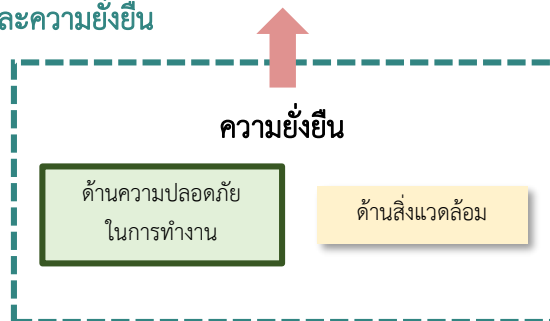 ละความยั่งยืน
ความยั่งยืน
ด้านความปลอดภัย
ในการทำงาน
ด้านสิ่งแวดล้อม